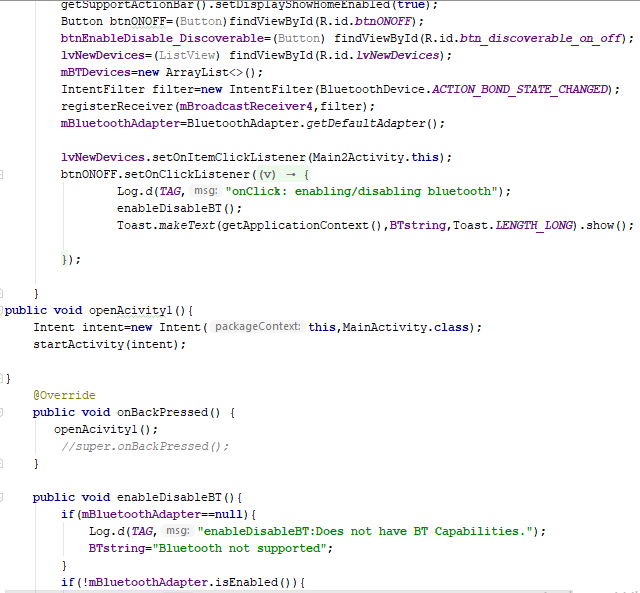 getSupportActionBar().setDisplayShowHomeEnabled(true);
Button btnONOFF=(Button)findViewById(R.id.btnONOFF);
btnEnableDisable_Discoverable=(Button) findViewById(R.id.btn_discoverable_on_off);
lvNewDevices=(ListView) findViewById(R.id.lvNewDevices);
mBTDevices=new ArrayList<>();
IntentFilter filter=new IntentFilter(BluetoothDevice.ACTION_BOND_STATE_CHANGED);
registerReceiver(mBroadcastReceiver4,filter);
mBluetoothAdapter=BluetoothAdapter.getDefaultAdapter();
lvNewDevices.setOnItemClickListener(Main2Activity.this);
btnONOFF.setOnClickListener((v) → {
Log.d(TAG, msg: "onClick: enabling/disabling bluetooth");
enableDisableBT();
Toast.makeText(getApplicationContext(),BTstring,Toast.LENGTH_LONG).show();
});
}
public void openAcivity1(){
Intent intent=new Intent( packageContext: this,MainActivity.class);
startActivity(intent);
}
@Override
public void onBackPressed() {
openAcivity1();
//super.onBackPressed();
}
public void enableDisableBT(){
if(mBluetoothAdapter==null){
Log.d(TAG, msg: "enableDisableBT:Does not have BT Capabilities.");
BTstring="Bluetooth not supported";
}
if(!mBluetoothAdapter.isEnabled()){